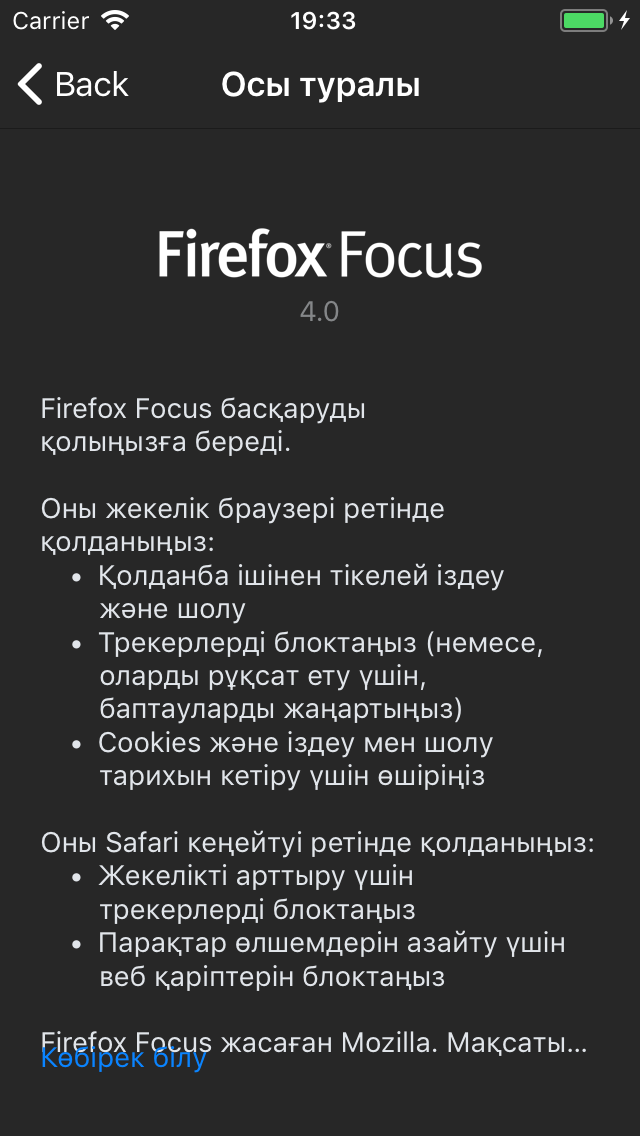 Carrier 19:33
Back Осы туралы
Firefox Focus
4.0
Firefox Focus басқаруды
қолыңызға береді.
Оны жекелік браузері ретінде
қолданыңыз:
• Қолданба ішінен тікелей іздеу
және шолу
• Трекерлерді блоктаңыз (немесе,
оларды рұқсат ету үшін,
баптауларды жаңартыңыз)
• Cookies және іздеу мен шолу
тарихын кетіру үшін өшіріңіз
Оны Safari кеңейтуі ретінде қолданыңыз:
• Жекелікті арттыру үшін
трекерлерді блоктаңыз
• Парақтар өлшемдерін азайту үшін
веб қаріптерін блоктаңыз
Firefox Focus жасаған Mozilla. Мақсаты...
Көбірек білу